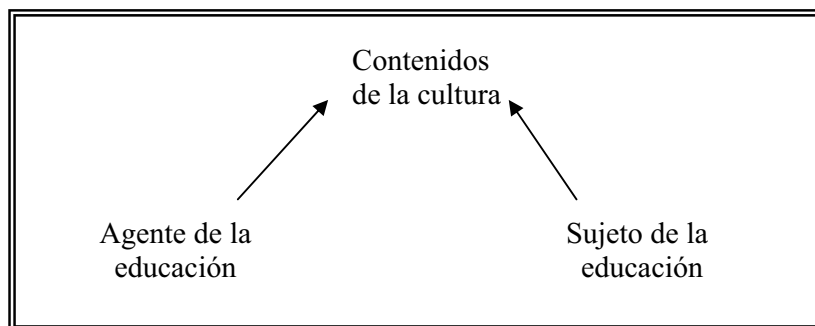 Contenidos
de la cultura
Agente de la
educación
Sujeto de la
educación